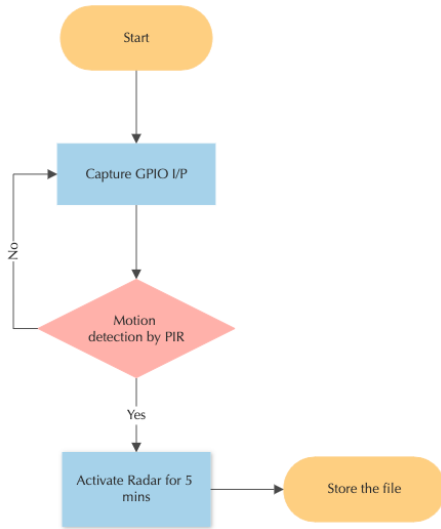 Start
Capture GPIO I/P
No
Motion
detection by PIR
Yes
Activate Radar for 5
mins
Store the file